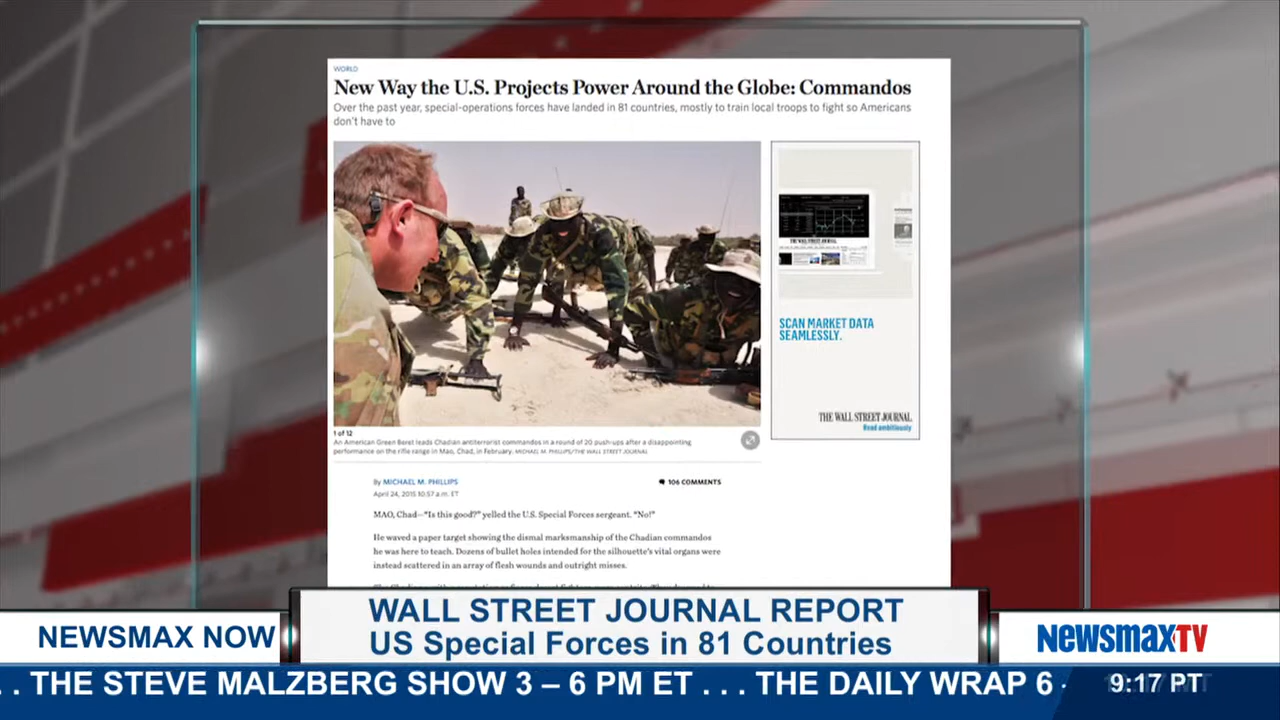 WORLD
New Way the U.S. Projects Power Around the Globe: Commandos
Over the past year, special-operations forces have landed in 81 countries, mostly to train local troops to fight so Americans
don't have to
THE WALL STREET JOURNAL
SCAN MARKET DATA
SEAMLESSLY.
THE WALL STREET JOURNAL
Read ambitiously
1 of 12
An American Green Beret leads Chadian antiterrorist commandos in a round of 20 push-ups after a disappointing
performance on the rifle range in Mao, Chad, in February. MICHAEL M. PHILLIPS/THE WALL STREET JOURNAL
By MICHAEL M. PHILLIPS
106 COMMENTS
April 24, 2015 10:57 a.m. ET
MAO, Chad—"Is this good?" yelled the U.S. Special Forces sergeant. "No!"
He waved a paper target showing the dismal marksmanship of the Chadian commandos
he was here to teach. Dozens of bullet holes intended for the silhouette's vital organs were
instead scattered in an array of flesh wounds and outright misses.
WALL STREET JOURNAL REPORT
US Special Forces in 81 Countries
NEWSMAX NOW
NEWSMAXTV
. . THE STEVE MALZBERG SHOW 3 – 6 PM ET . . . THE DAILY WRAP 6
9:17 PT